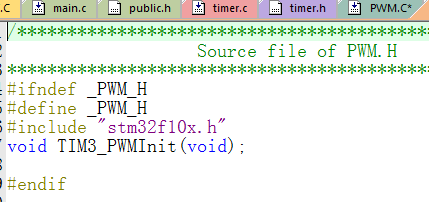 .C main.c public.h timer.c timer.h PWM.C*
/****************************************
Source file of PWM.H
****************************************
#ifndef _PWM_H
#define _PWM_H
#include "stm32f10x.h"
void TIM3_PWMInit(void);
#endif